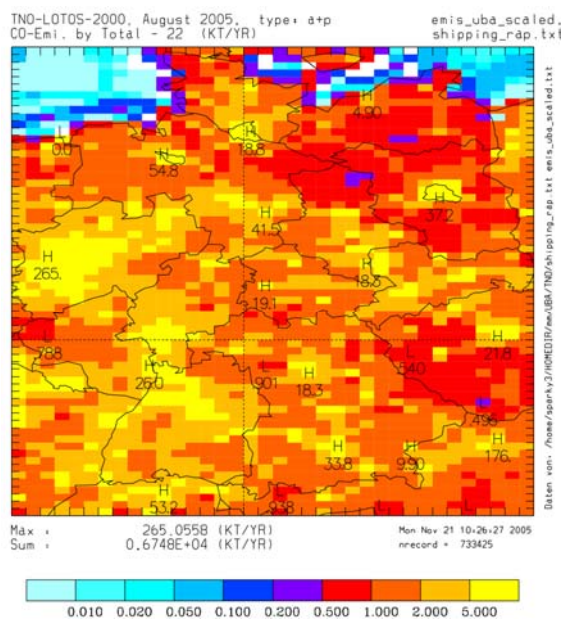 TNO-LOTOS-2000, August 2005, type: a+p
CO-Emi. by Total - 22 (KT/YR)
emis_uba_scaled.
shipping_rap.txt
H
4.90
L
0.0
H
18.8
H
54.8
H
37.2
H
41.5
H
265.
H
18.3
H
19.1
L
.788
H
21.8
H
26.0
L
.901
H
18.3
L
.540
L
.496
H
33.8
H
9.90
H
176.
H
53.2
L
.938
L
L
Daten von: /home/sparky3/HOMEDIR/mm/UBA/TNO/shipping_rap.txt emis_uba_scaled.txt
Max : 265.0558 (KT/YR)
Sum : 0.6748E+04 (KT/YR)
Mon Nov 21 10:26:27 2005
nrecord = 733425
0.010 0.020 0.050 0.100 0.200 0.500 1.000 2.000 5.000